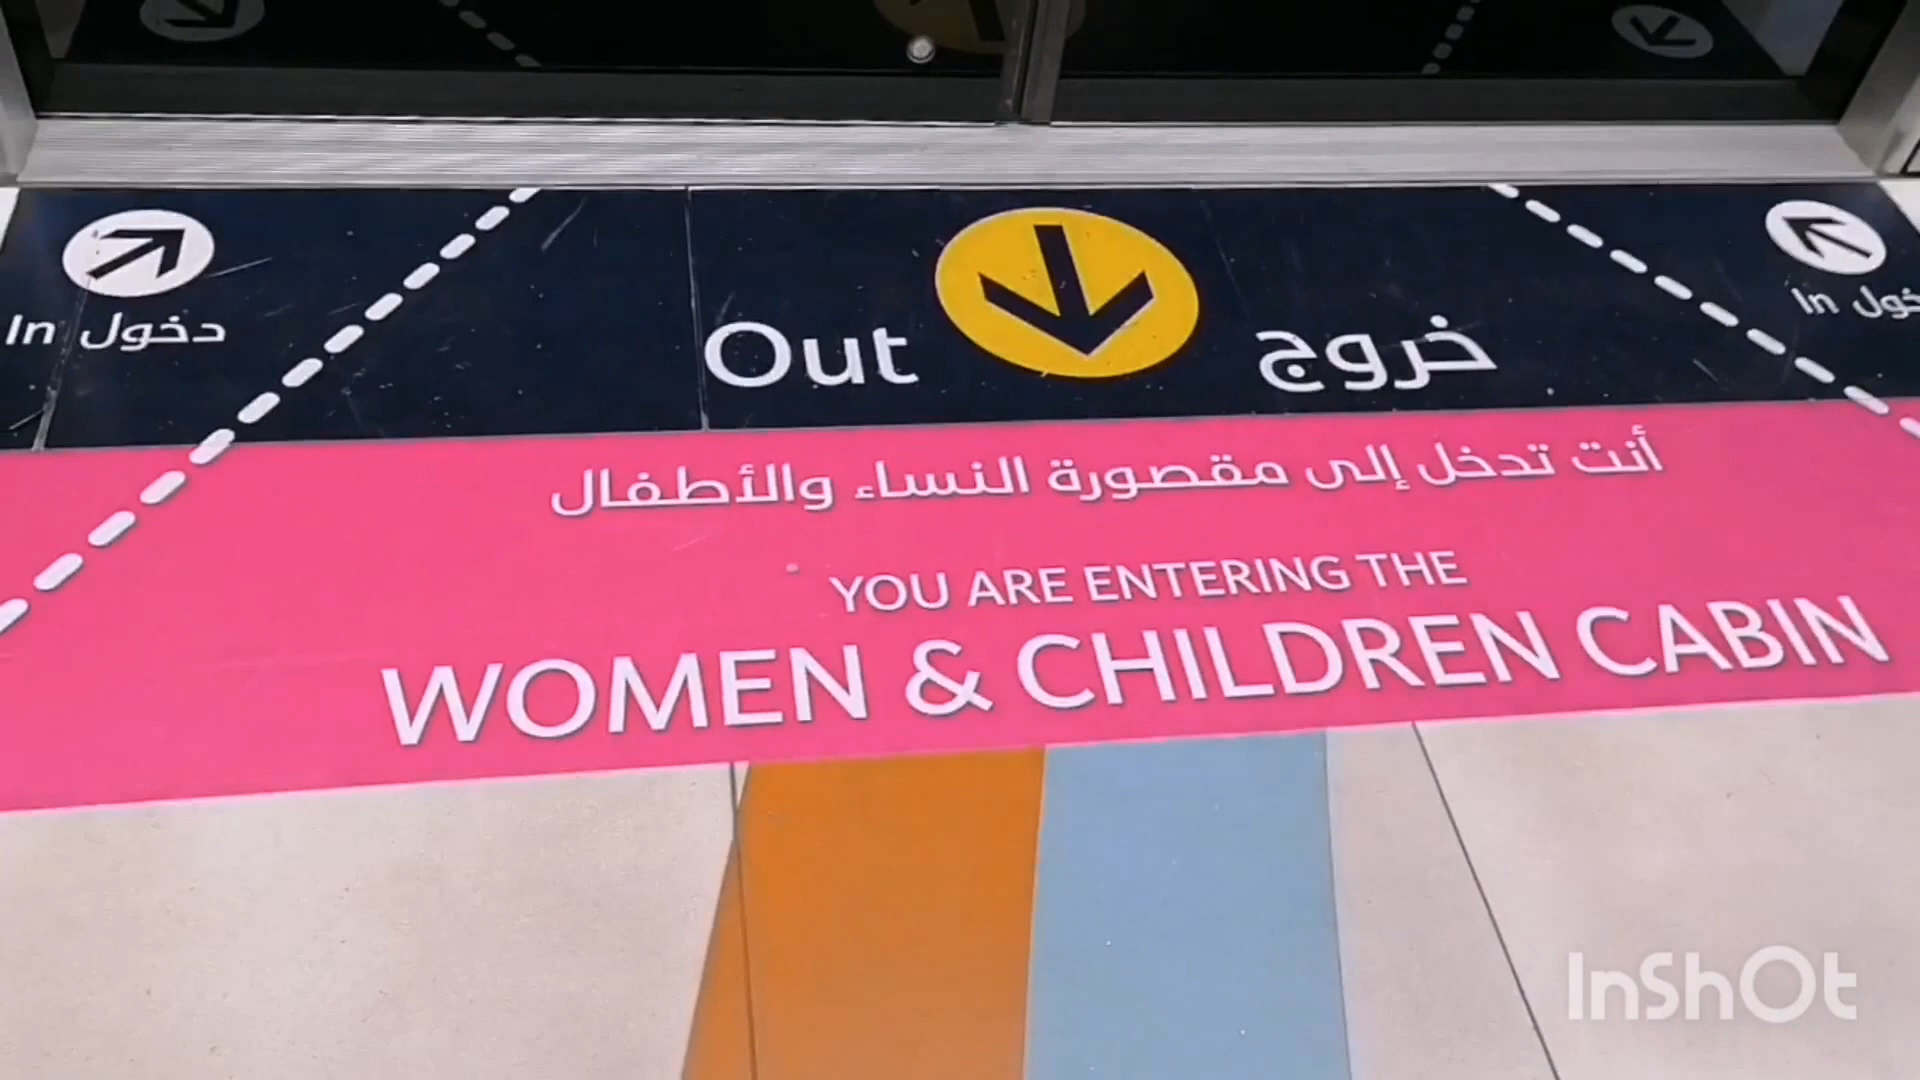 In دخول
Out خروج
In
أنت تدخل إلى مقصورة النساء والأطفال
YOU ARE ENTERING THE
WOMEN & CHILDREN CABIN
InShOt